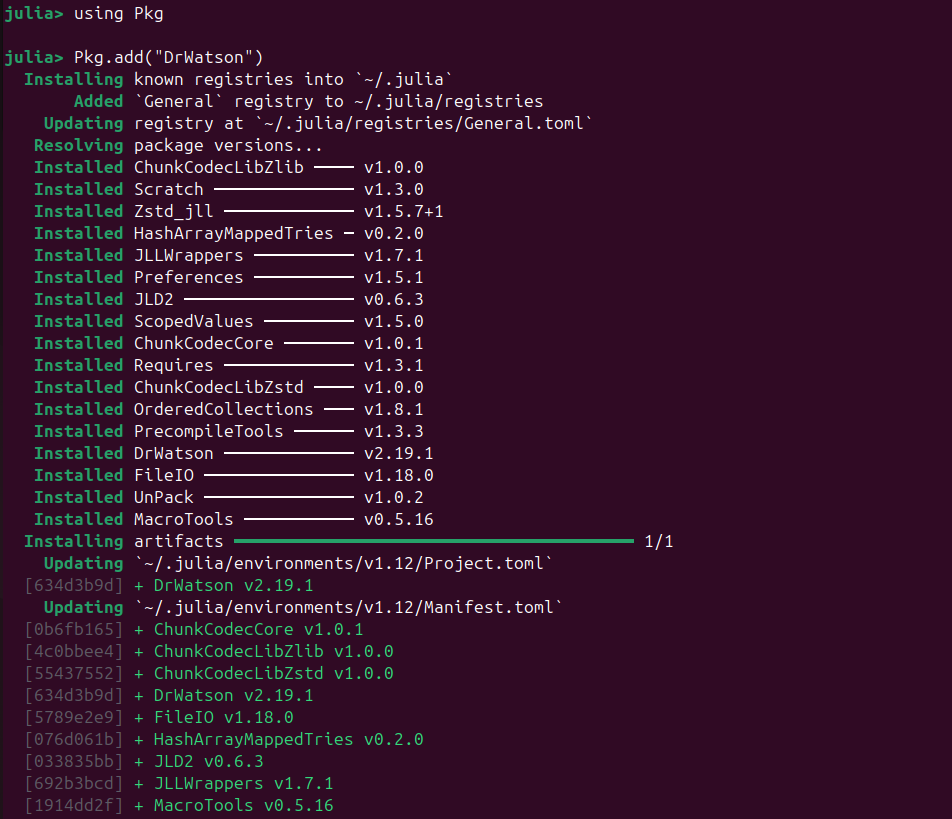 julia> using Pkg
julia> Pkg.add("DrWatson")
Installing known registries into `~/.julia`
Added `General` registry to ~/.julia/registries
Updating registry at `~/.julia/registries/General.toml`
Resolving package versions...
Installed ChunkCodecLibZlib ──── v1.0.0
Installed Scratch ────────────── v1.3.0
Installed Zstd_jll ───────────── v1.5.7+1
Installed HashArrayMappedTries ─ v0.2.0
Installed JLLWrappers ────────── v1.7.1
Installed Preferences ────────── v1.5.1
Installed JLD2 ───────────────── v0.6.3
Installed ScopedValues ───────── v1.5.0
Installed ChunkCodecCore ─────── v1.0.1
Installed Requires ───────────── v1.3.1
Installed ChunkCodecLibZstd ──── v1.0.0
Installed OrderedCollections ─── v1.8.1
Installed PrecompileTools ────── v1.3.3
Installed DrWatson ───────────── v2.19.1
Installed FileIO ─────────────── v1.18.0
Installed UnPack ─────────────── v1.0.2
Installed MacroTools ─────────── v0.5.16
Installing artifacts ━━━━━━━━━━━━━━━━━━━━━━━━━━━━━━━━━━━━━━━━ 1/1
Updating `~/.julia/environments/v1.12/Project.toml`
[634d3b9d] + DrWatson v2.19.1
Updating `~/.julia/environments/v1.12/Manifest.toml`
[0b6fb165] + ChunkCodecCore v1.0.1
[4c0bbee4] + ChunkCodecLibZlib v1.0.0
[55437552] + ChunkCodecLibZstd v1.0.0
[634d3b9d] + DrWatson v2.19.1
[5789e2e9] + FileIO v1.18.0
[076d061b] + HashArrayMappedTries v0.2.0
[033835bb] + JLD2 v0.6.3
[692b3bcd] + JLLWrappers v1.7.1
[1914dd2f] + MacroTools v0.5.16